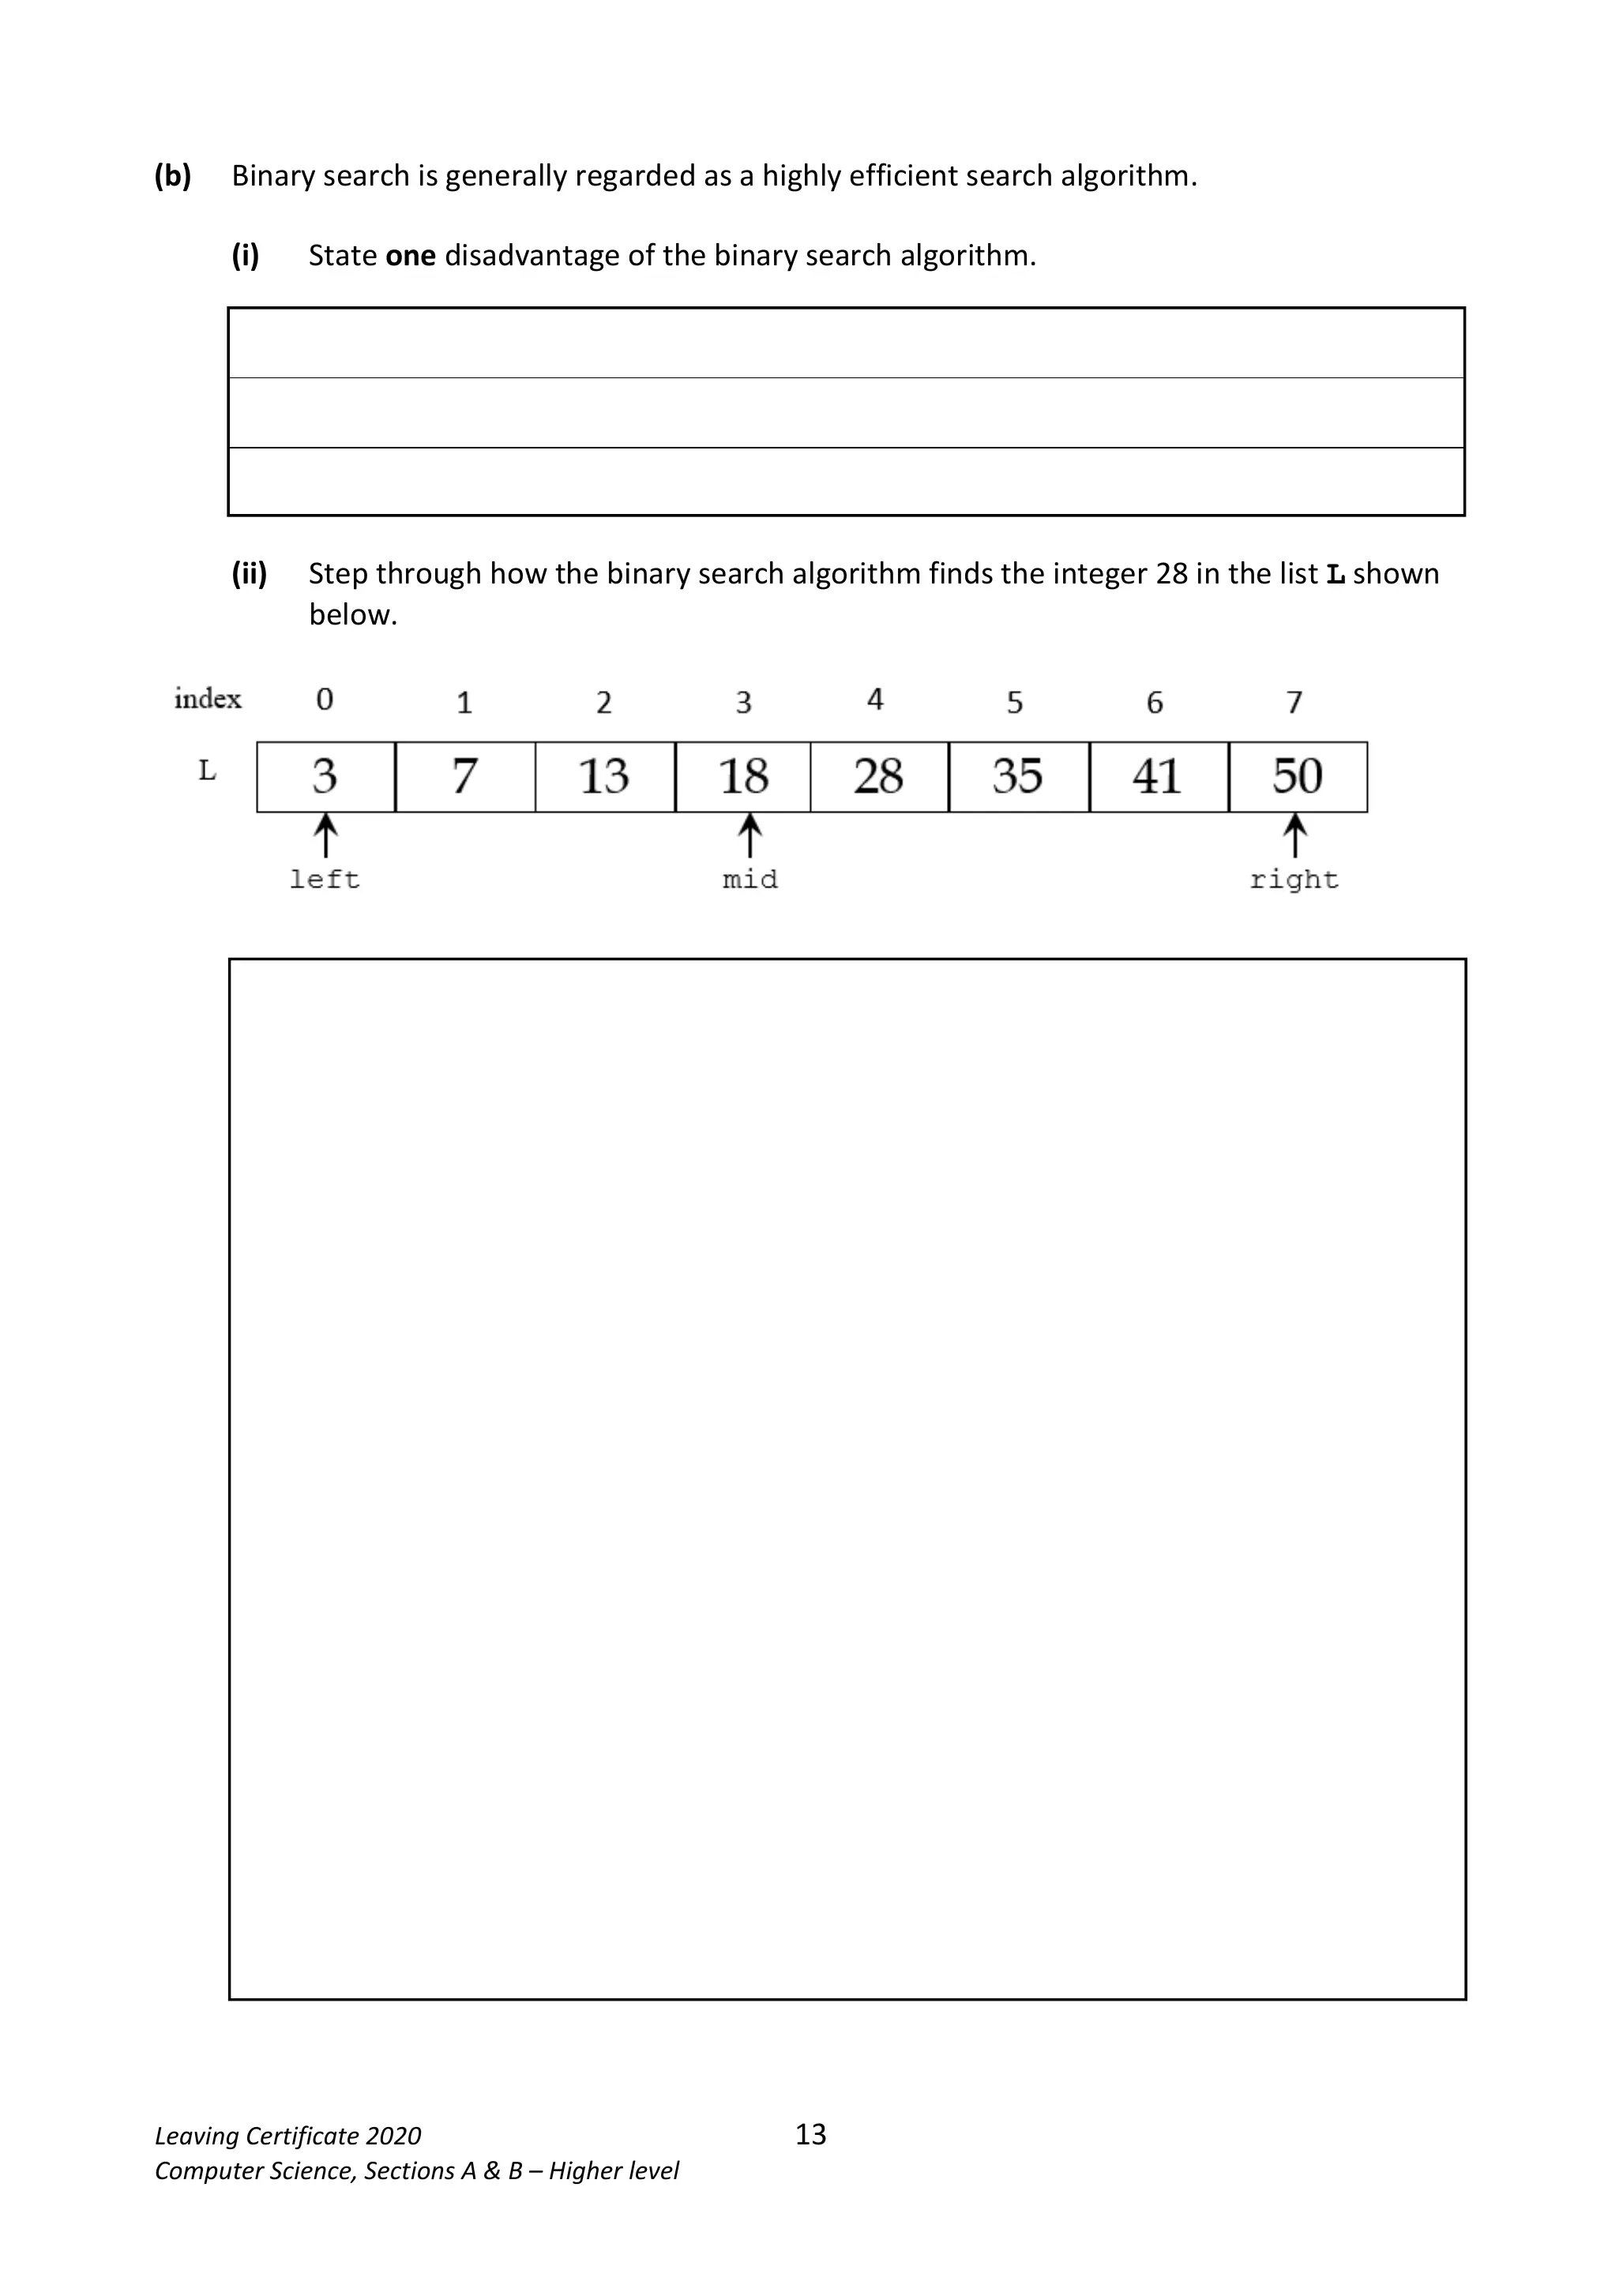 (b) Binary search is generally regarded as a highly efficient search algorithm.
(i) State one disadvantage of the binary search algorithm.
(ii) Step through how the binary search algorithm finds the integer 28 in the list L shown
below.
index 0 1 2 3 4 5 6 7
L 3 7 13 18 28 35 41 50
left mid right
Leaving Certificate 2020 13
Computer Science, Sections A & B – Higher level